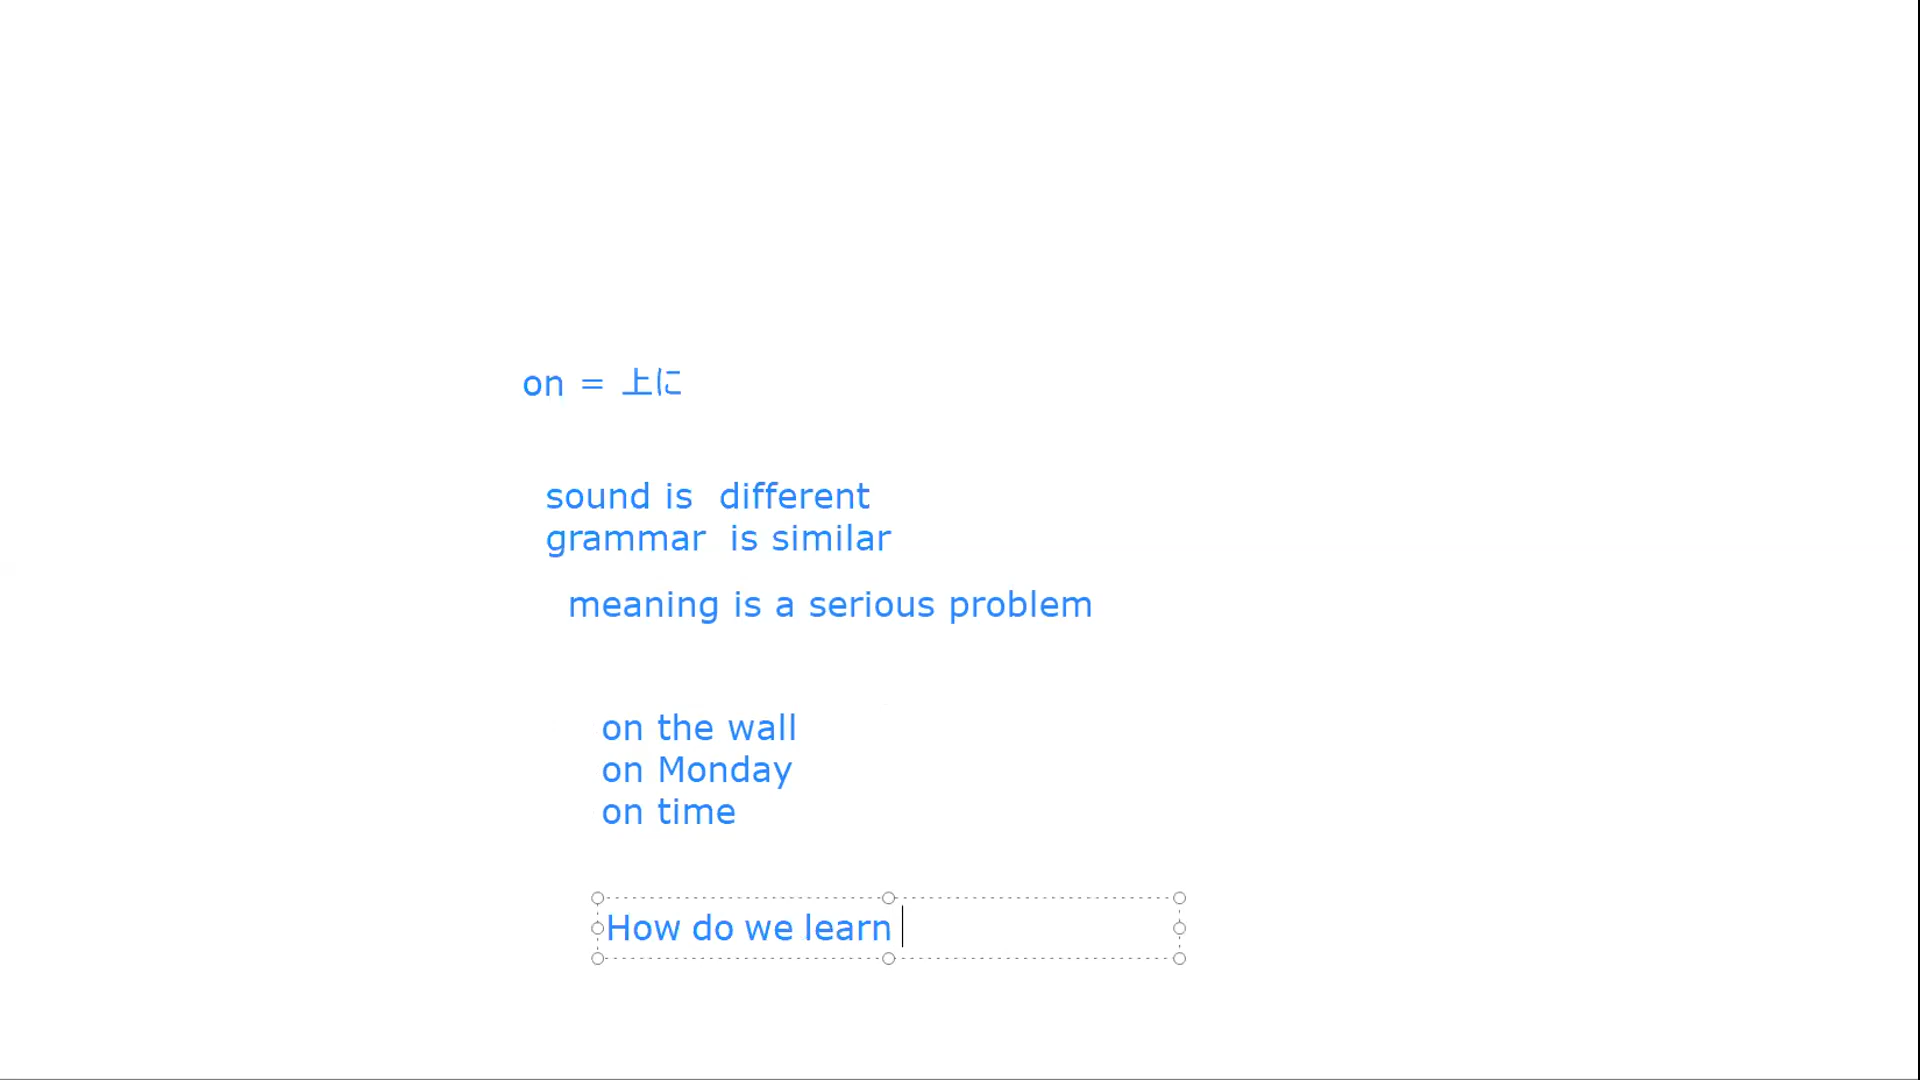 on = 上に
sound is different
grammar is similar
meaning is a serious problem
on the wall
on Monday
on time
How do we learn